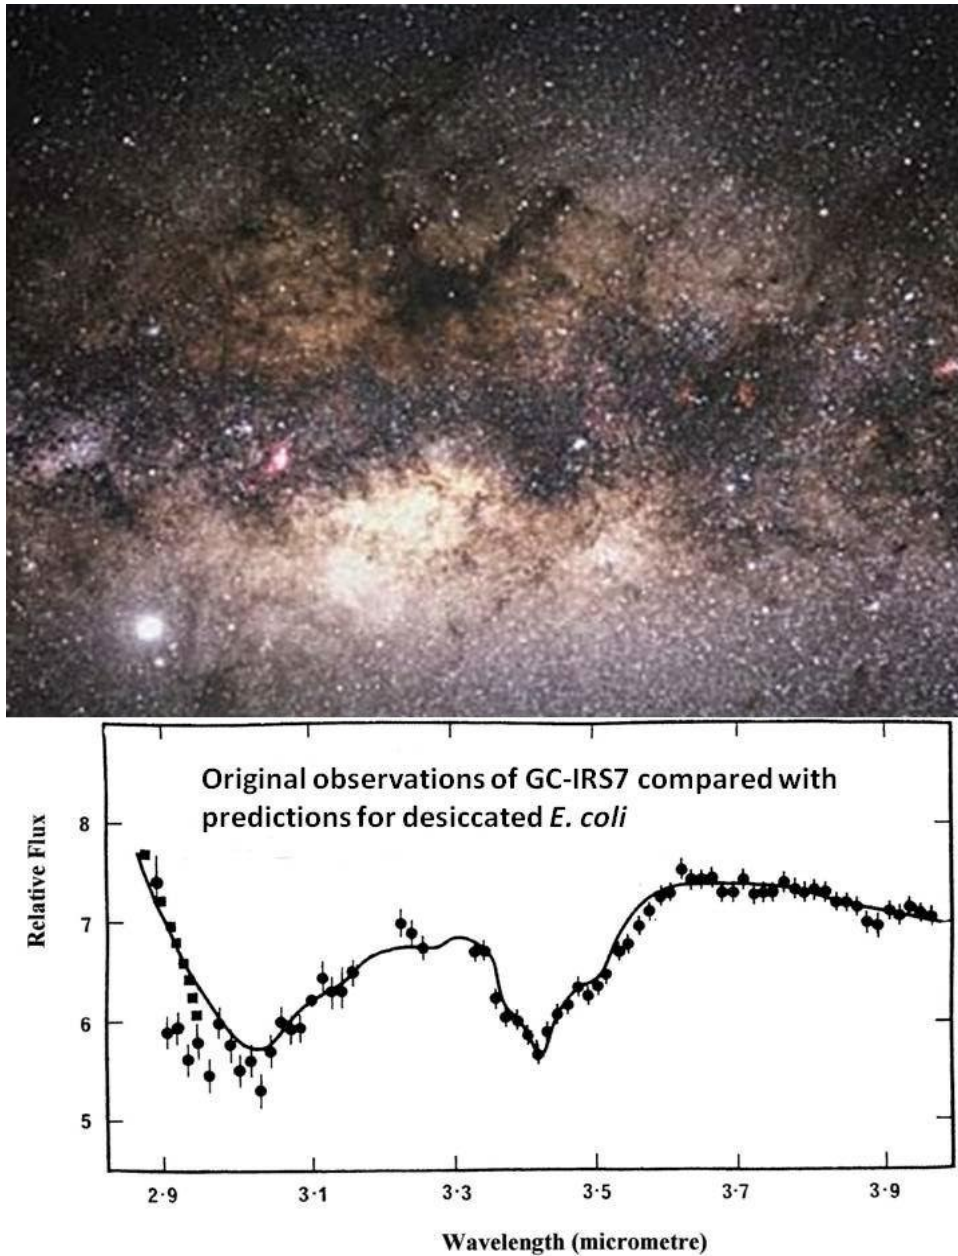 Original observations of GC-IRS7 compared with
predictions for desiccated E. coli
Relative Flux
8
7
6
5
2·9
3·1
3·3
3·5
3·7
3·9
Wavelength (micrometre)